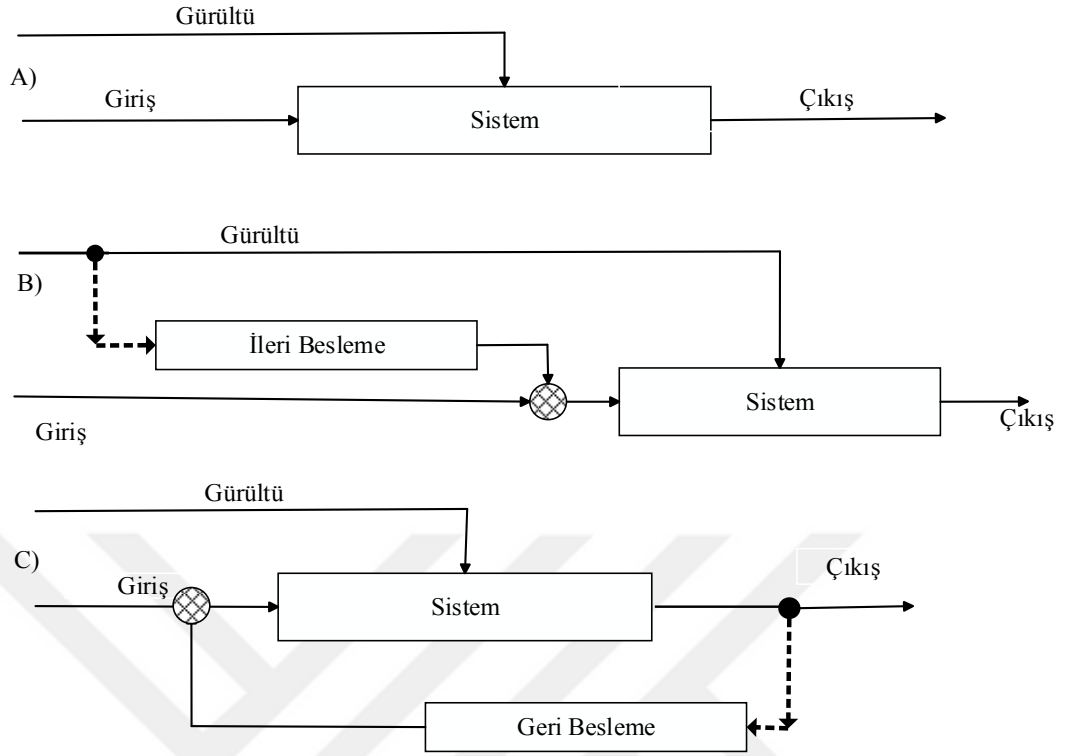 Gürültü
A)
Giriş
Sistem
Çıkış
Gürültü
B)
İleri Besleme
Sistem
Giriş
Çıkış
Gürültü
C)
Giriş
Sistem
Çıkış
Geri Besleme